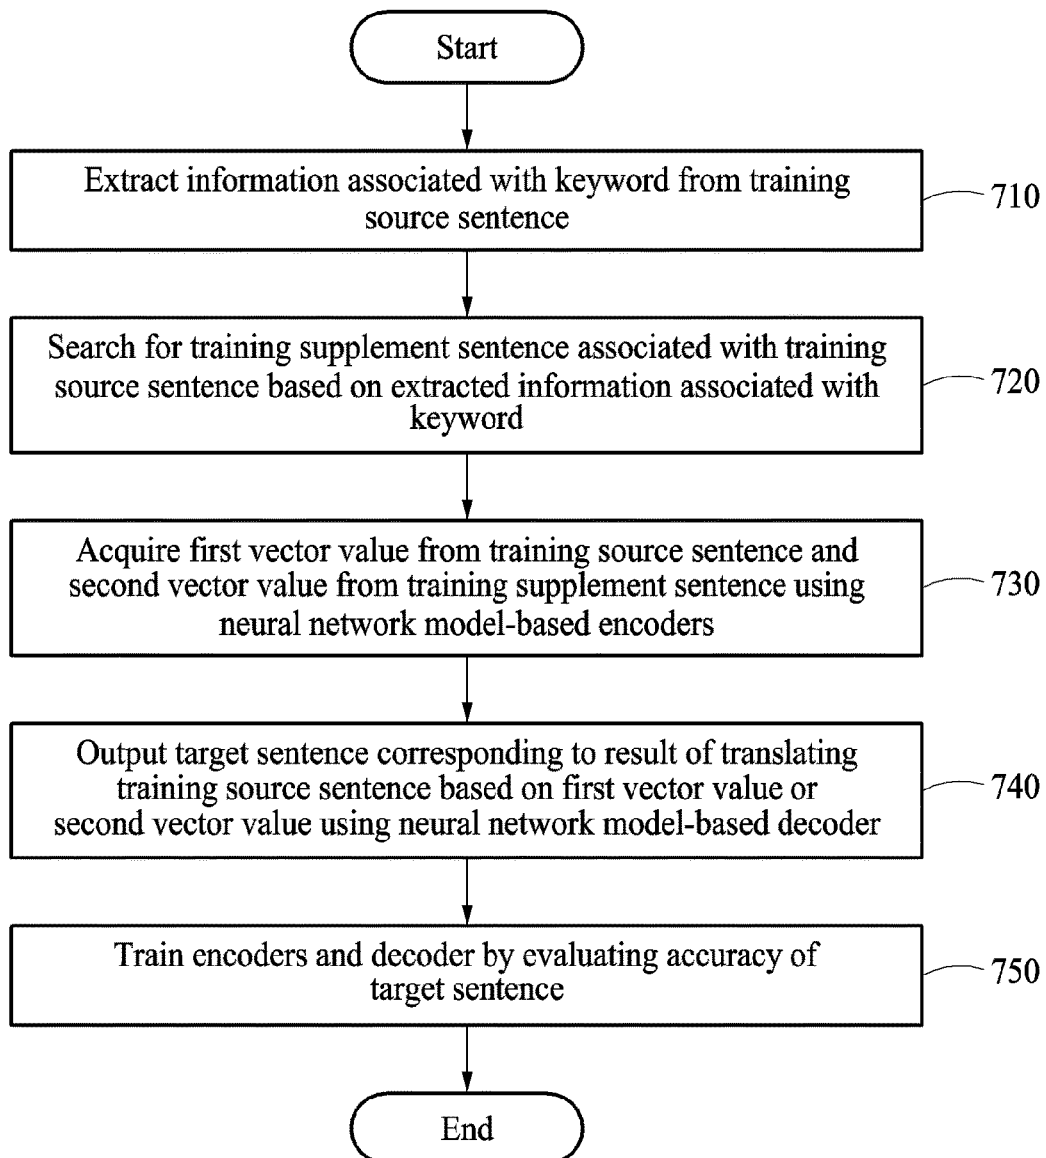 Start
Extract information associated with keyword from training
source sentence
710
Search for training supplement sentence associated with training
source sentence based on extracted information associated with
keyword
720
Acquire first vector value from training source sentence and
second vector value from training supplement sentence using
neural network model-based encoders
730
Output target sentence corresponding to result of translating
training source sentence based on first vector value or
second vector value using neural network model-based decoder
740
Train encoders and decoder by evaluating accuracy of
target sentence
750
End